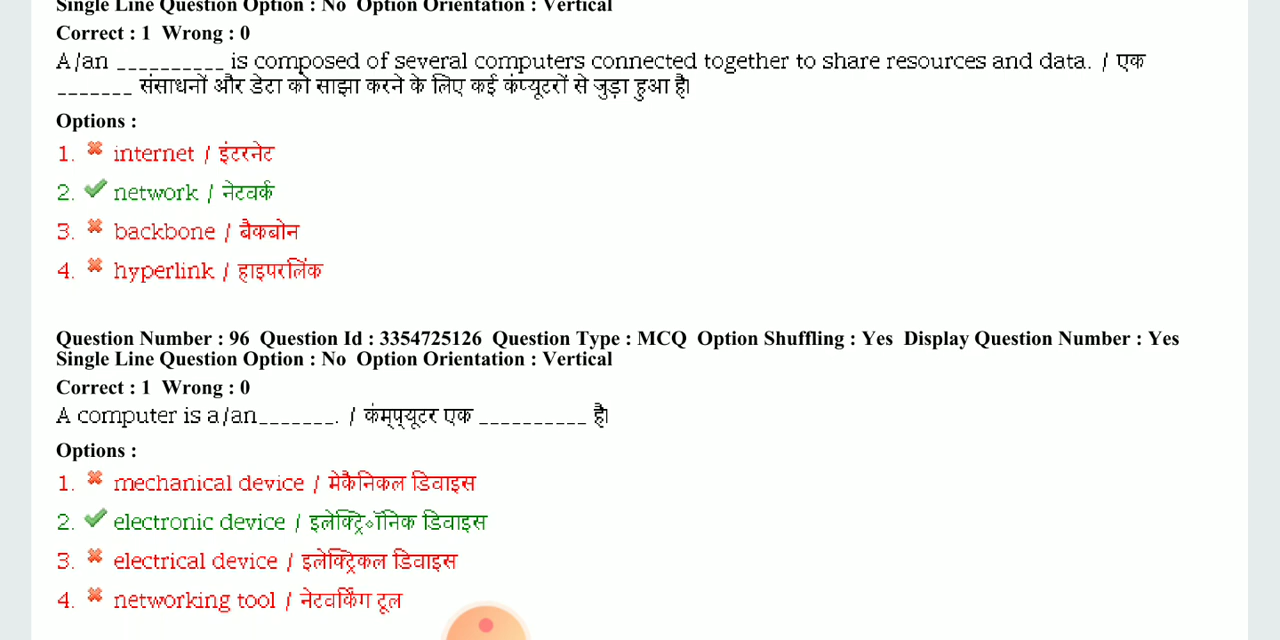 Single Line Question Option : No Option Orientation : Vertical
Correct : 1 Wrong : 0
A/an __________ is composed of several computers connected together to share resources and data. / एक
_______ संसाधनों और डेटा को साझा करने के लिए कई कंप्यूटरों से जुड़ा हुआ है।
Options :
1. internet / इंटरनेट
2. network / नेटवर्क
3. backbone / बैकबोन
4. hyperlink / हाइपरलिंक
Question Number : 96 Question Id : 3354725126 Question Type : MCQ Option Shuffling : Yes Display Question Number : Yes
Single Line Question Option : No Option Orientation : Vertical
Correct : 1 Wrong : 0
A computer is a/an_______. / कंम्प्यूटर एक __________ है।
Options :
1. mechanical device / मेकैनिकल डिवाइस
2. electronic device / इलेक्ट्रि॰ॉनिक डिवाइस
3. electrical device / इलेक्ट्रिकल डिवाइस
4. networking tool / नेटवर्किंग टूल